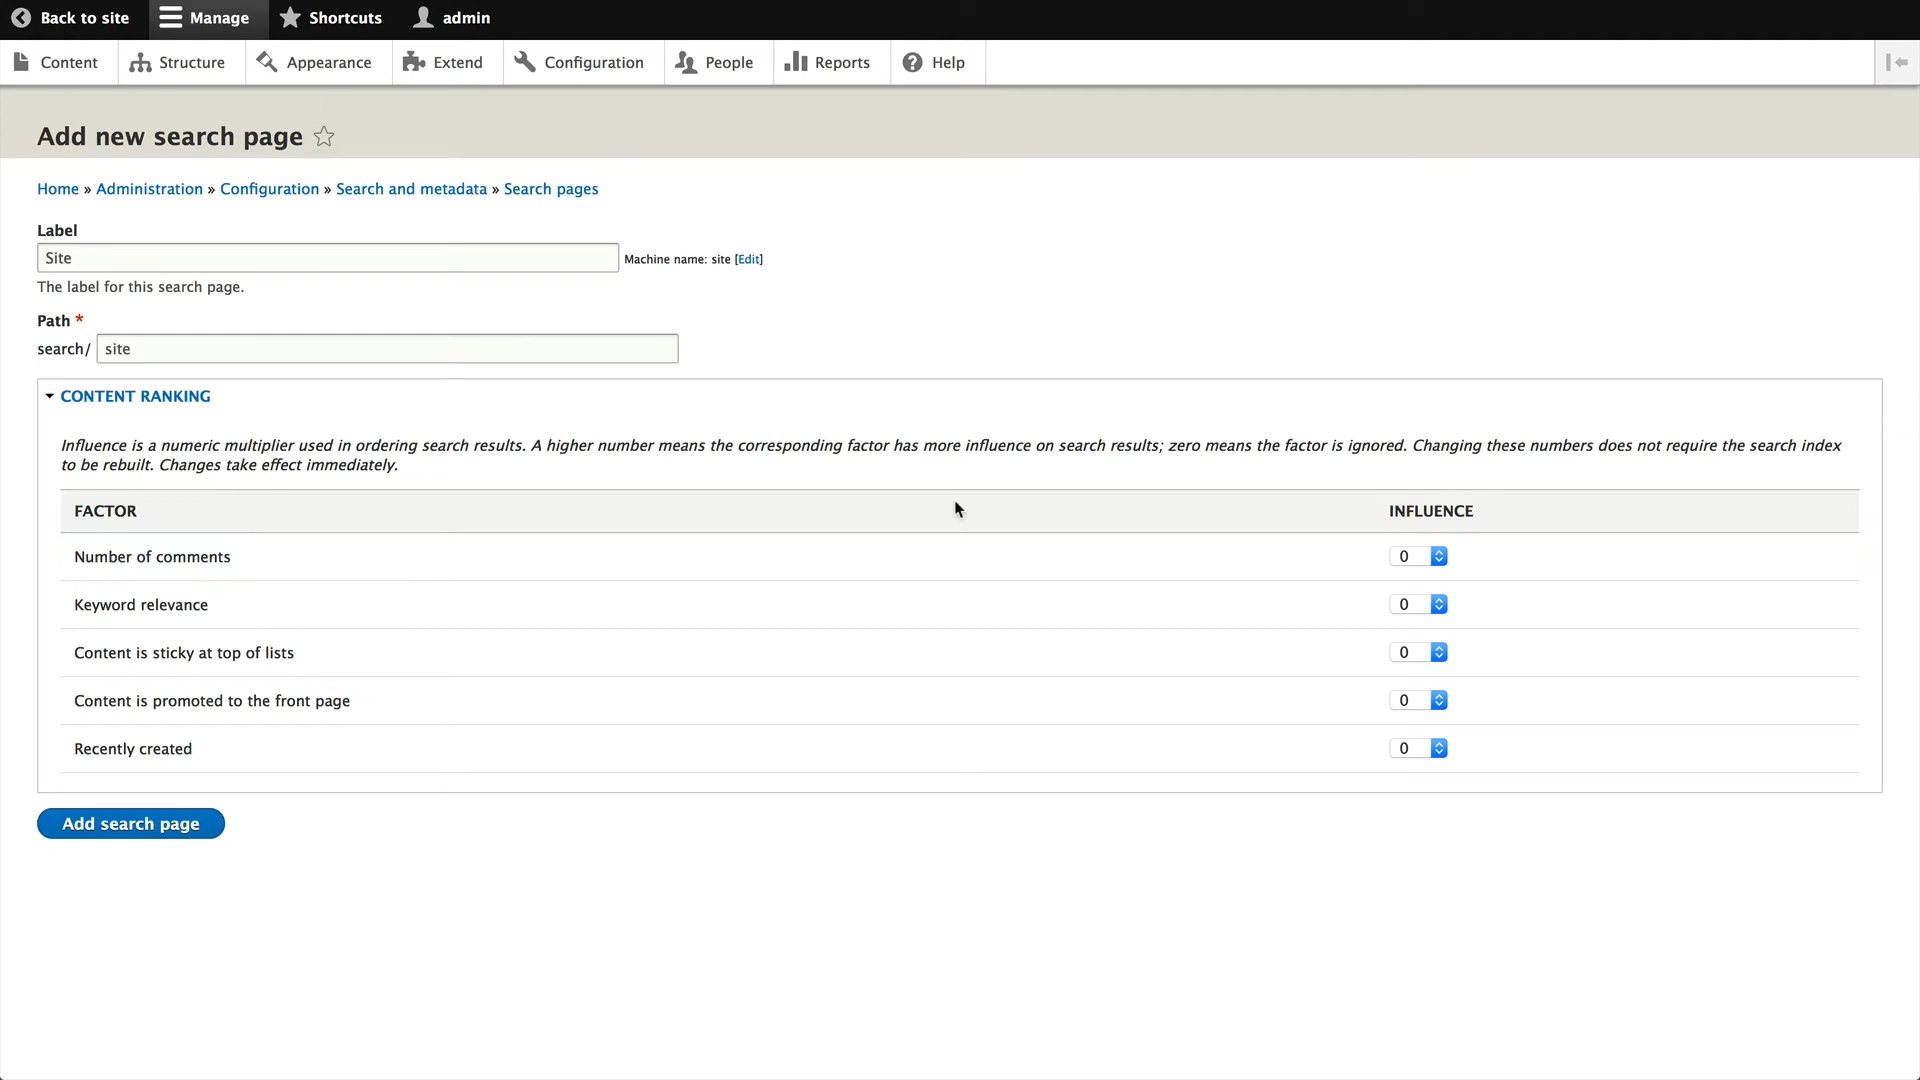 Back to site Manage Shortcuts admin
Content Structure Appearance Extend Configuration People Reports Help
Add new search page
Home » Administration » Configuration » Search and metadata » Search pages
Label
Site Machine name: site [Edit]
The label for this search page.
Path *
search/ site
CONTENT RANKING
Influence is a numeric multiplier used in ordering search results. A higher number means the corresponding factor has more influence on search results; zero means the factor is ignored. Changing these numbers does not require the search index
to be rebuilt. Changes take effect immediately.
FACTOR INFLUENCE
Number of comments 0
Keyword relevance 0
Content is sticky at top of lists 0
Content is promoted to the front page 0
Recently created 0
Add search page